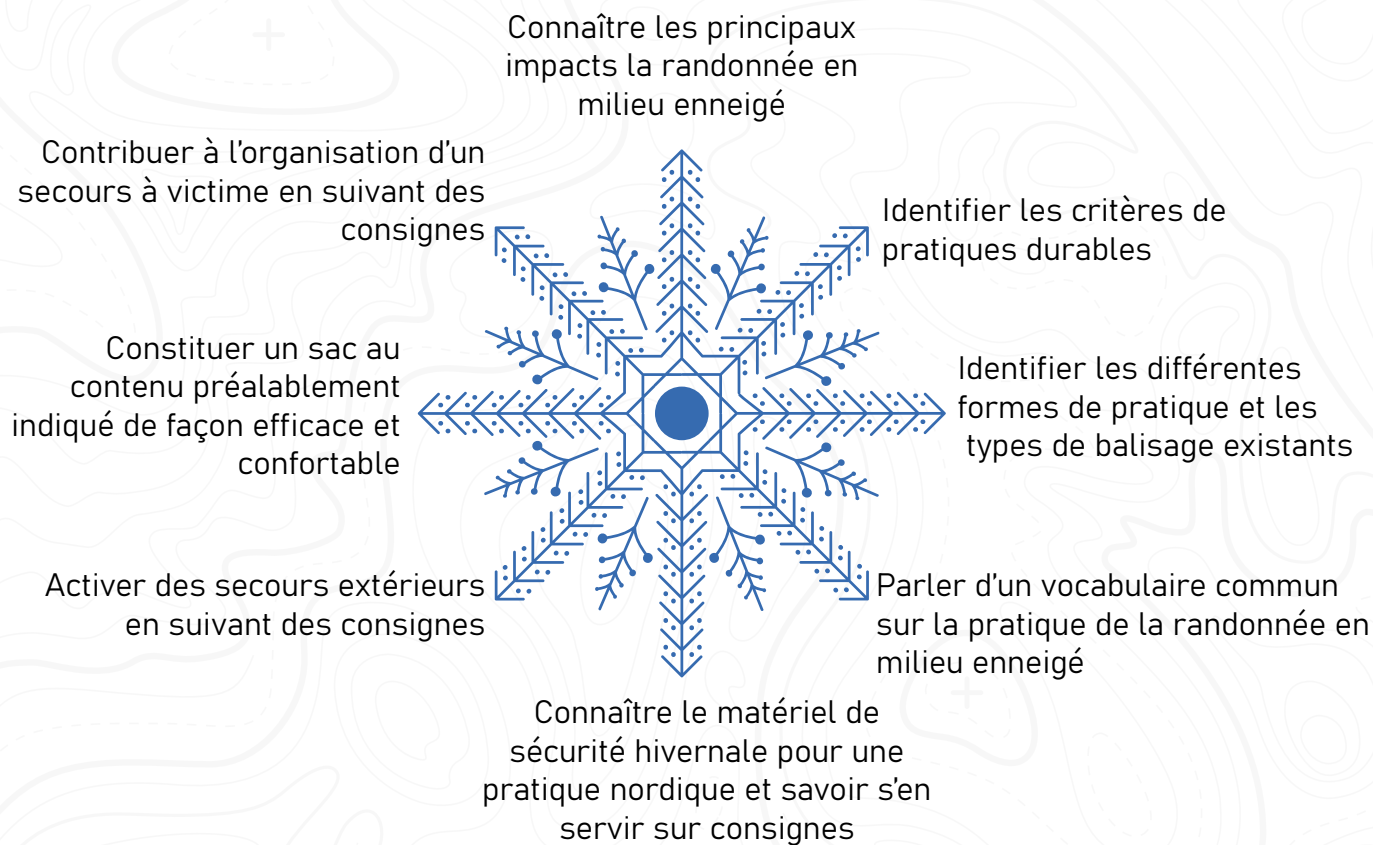 Connaître les principaux
impacts la randonnée en
milieu enneigé
Identifier les critères de
pratiques durables
Identifier les différentes
formes de pratique et les
types de balisage existants
Parler d'un vocabulaire commun
sur la pratique de la randonnée en
milieu enneigé
Connaître le matériel de
sécurité hivernale pour une
pratique nordique et savoir s'en
servir sur consignes
Activer des secours extérieurs
en suivant des consignes
Constituer un sac au
contenu préalablement
indiqué de façon efficace et
confortable
Contribuer à l'organisation d'un
secours à victime en suivant des
consignes